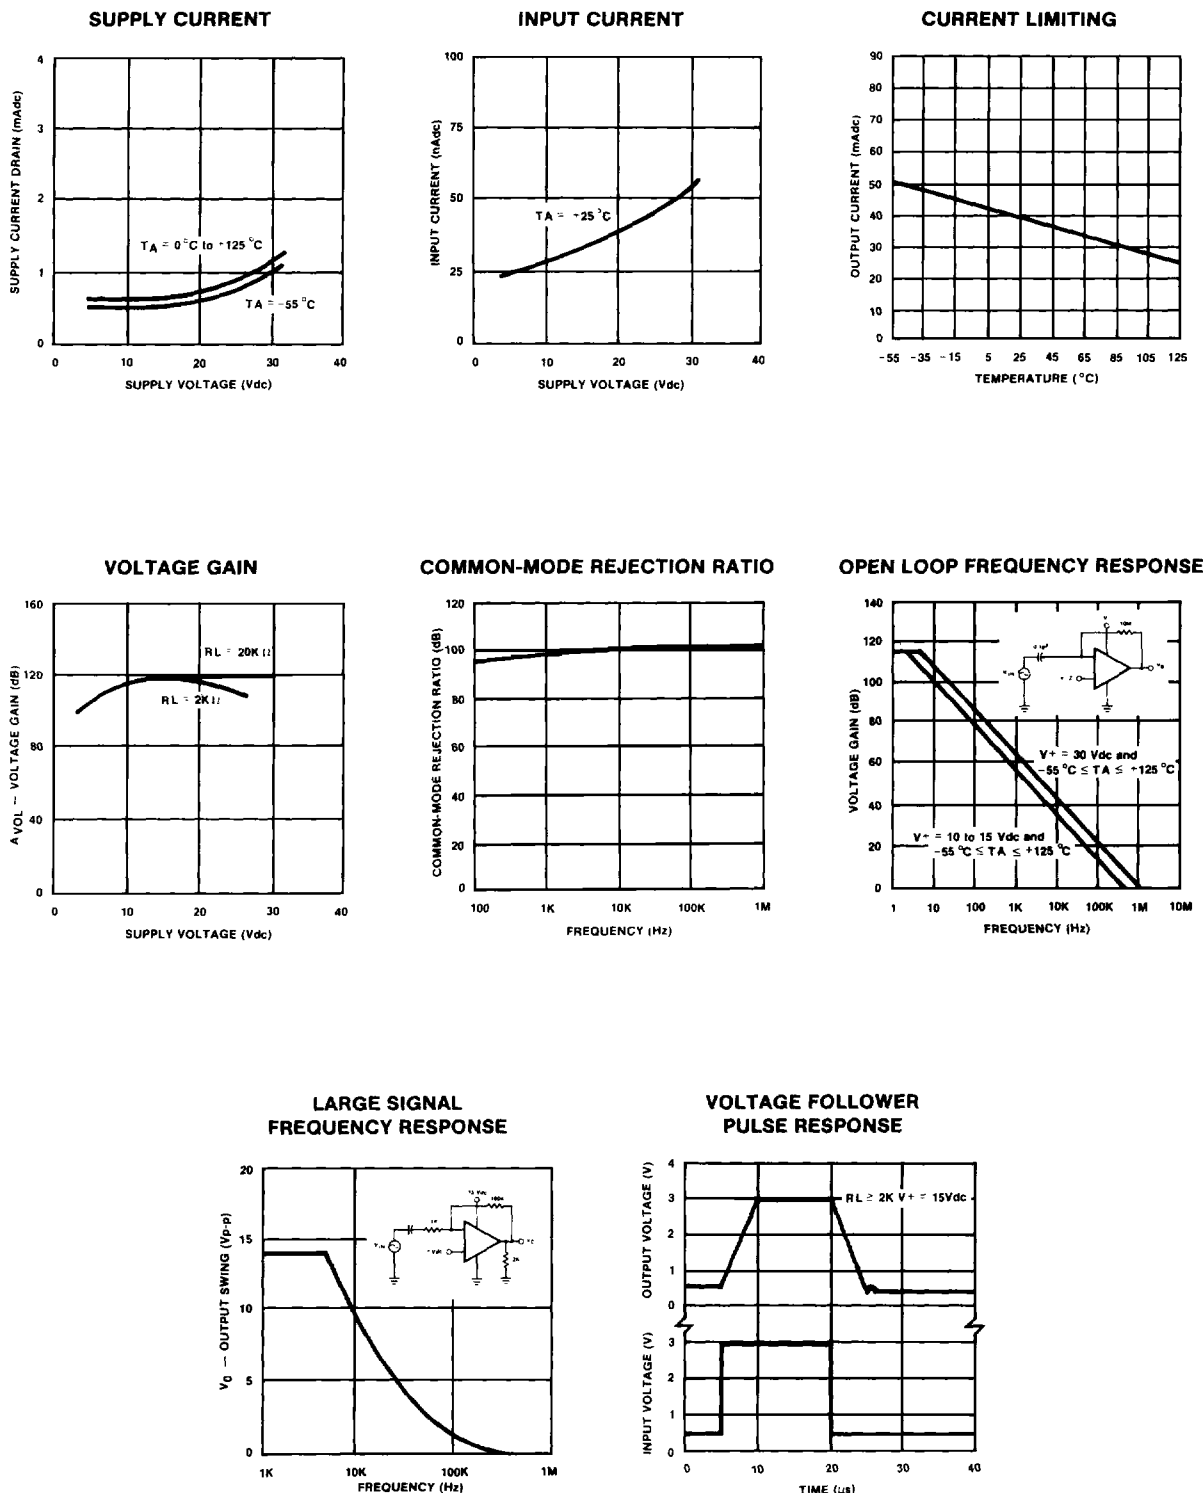 SUPPLY CURRENT
INPUT CURRENT
CURRENT LIMITING
SUPPLY CURRENT DRAIN (mAdc)
4
3
2
1
0
TA = 0°C to +125°C
TA = -55°C
0 10 20 30 40
SUPPLY VOLTAGE (Vdc)
INPUT CURRENT (nAdc)
100
75
50
25
0
TA = +25°C
0 10 20 30 40
SUPPLY VOLTAGE (Vdc)
OUTPUT CURRENT (mAdc)
90
80
70
60
50
40
30
20
10
0
-55 -35 -15 5 25 45 65 85 105 125
TEMPERATURE (°C)
VOLTAGE GAIN
COMMON-MODE REJECTION RATIO
OPEN LOOP FREQUENCY RESPONSE
AVOL — VOLTAGE GAIN (dB)
160
120
80
40
0
RL = 20K Ω
RL = 2K Ω
0 10 20 30 40
SUPPLY VOLTAGE (Vdc)
COMMON-MODE REJECTION RATIO (dB)
120
100
80
60
40
20
0
100 1K 10K 100K 1M
FREQUENCY (Hz)
VOLTAGE GAIN (dB)
140
120
100
80
60
40
20
0
10M
V+ = 30 Vdc and
-55°C ≤ TA ≤ +125°C
V+ = 10 to 15 Vdc and
-55°C ≤ TA ≤ +125°C
1 10 100 1K 10K 100K 1M 10M
FREQUENCY (Hz)
LARGE SIGNAL
FREQUENCY RESPONSE
VOLTAGE FOLLOWER
PULSE RESPONSE
VO — OUTPUT SWING (Vp-p)
20
15
10
5
0
100K
1K 10K 100K 1M
FREQUENCY (Hz)
OUTPUT VOLTAGE (V)
4
3
2
1
0
RL ≥ 2K V+ = 15Vdc
INPUT VOLTAGE (V)
3
2
1
0
0 10 20 30 40
TIME (µs)